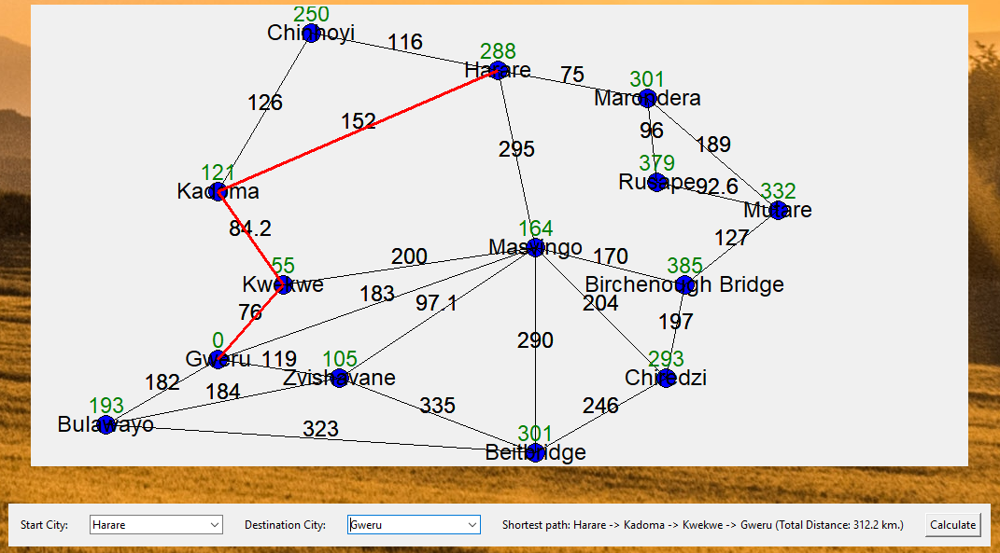 250
Chinhoyi
116
288
Harare
75
301
Marondera
126
152
96
189
295
121
Kadoma
379
Rusape
92.6
332
Mutare
84.2
164
Masvingo
127
200
170
55
Kwekwe
385
Birchenough Bridge
183
97.1
204
76
197
290
0
Gweru
119
105
Zvishavane
293
Chiredzi
182
184
335
246
193
Bulawayo
323
301
Beitbridge
Start City: Harare Destination City: Gweru Shortest path: Harare -> Kadoma -> Kwekwe -> Gweru (Total Distance: 312.2 km.) Calculate